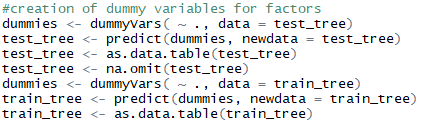 #creation of dummy variables for factors
dummies <- dummyVars( ~ ., data = test_tree)
test_tree <- predict(dummies, newdata = test_tree)
test_tree <- as.data.table(test_tree)
test_tree <- na.omit(test_tree)
dummies <- dummyVars( ~ ., data = train_tree)
train_tree <- predict(dummies, newdata = train_tree)
train_tree <- as.data.table(train_tree)